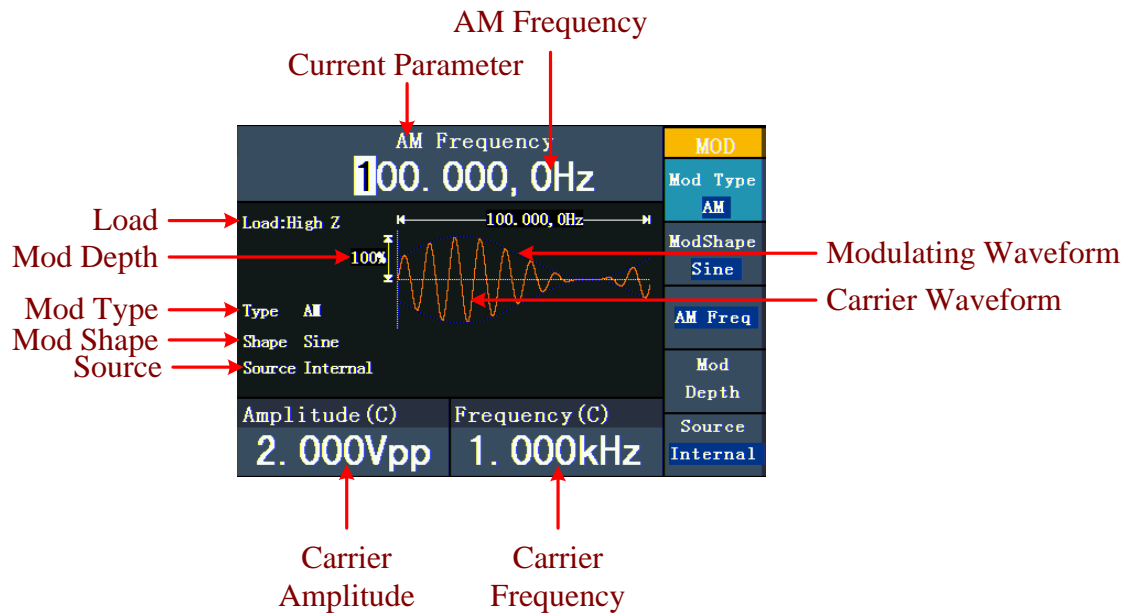 AM Frequency
Current Parameter
AM Frequency
100.000,0Hz
MOD
Mod Type
AM
ModShape
Sine
AM Freq
Mod
Depth
Source
Internal
Load
Load:High Z
100.000,0Hz
Mod Depth
100%
Modulating Waveform
Carrier Waveform
Mod Type
Type AM
Mod Shape
Shape Sine
Source
Source Internal
Amplitude(C)
2.000Vpp
Frequency(C)
1.000kHz
Carrier
Amplitude
Carrier
Frequency